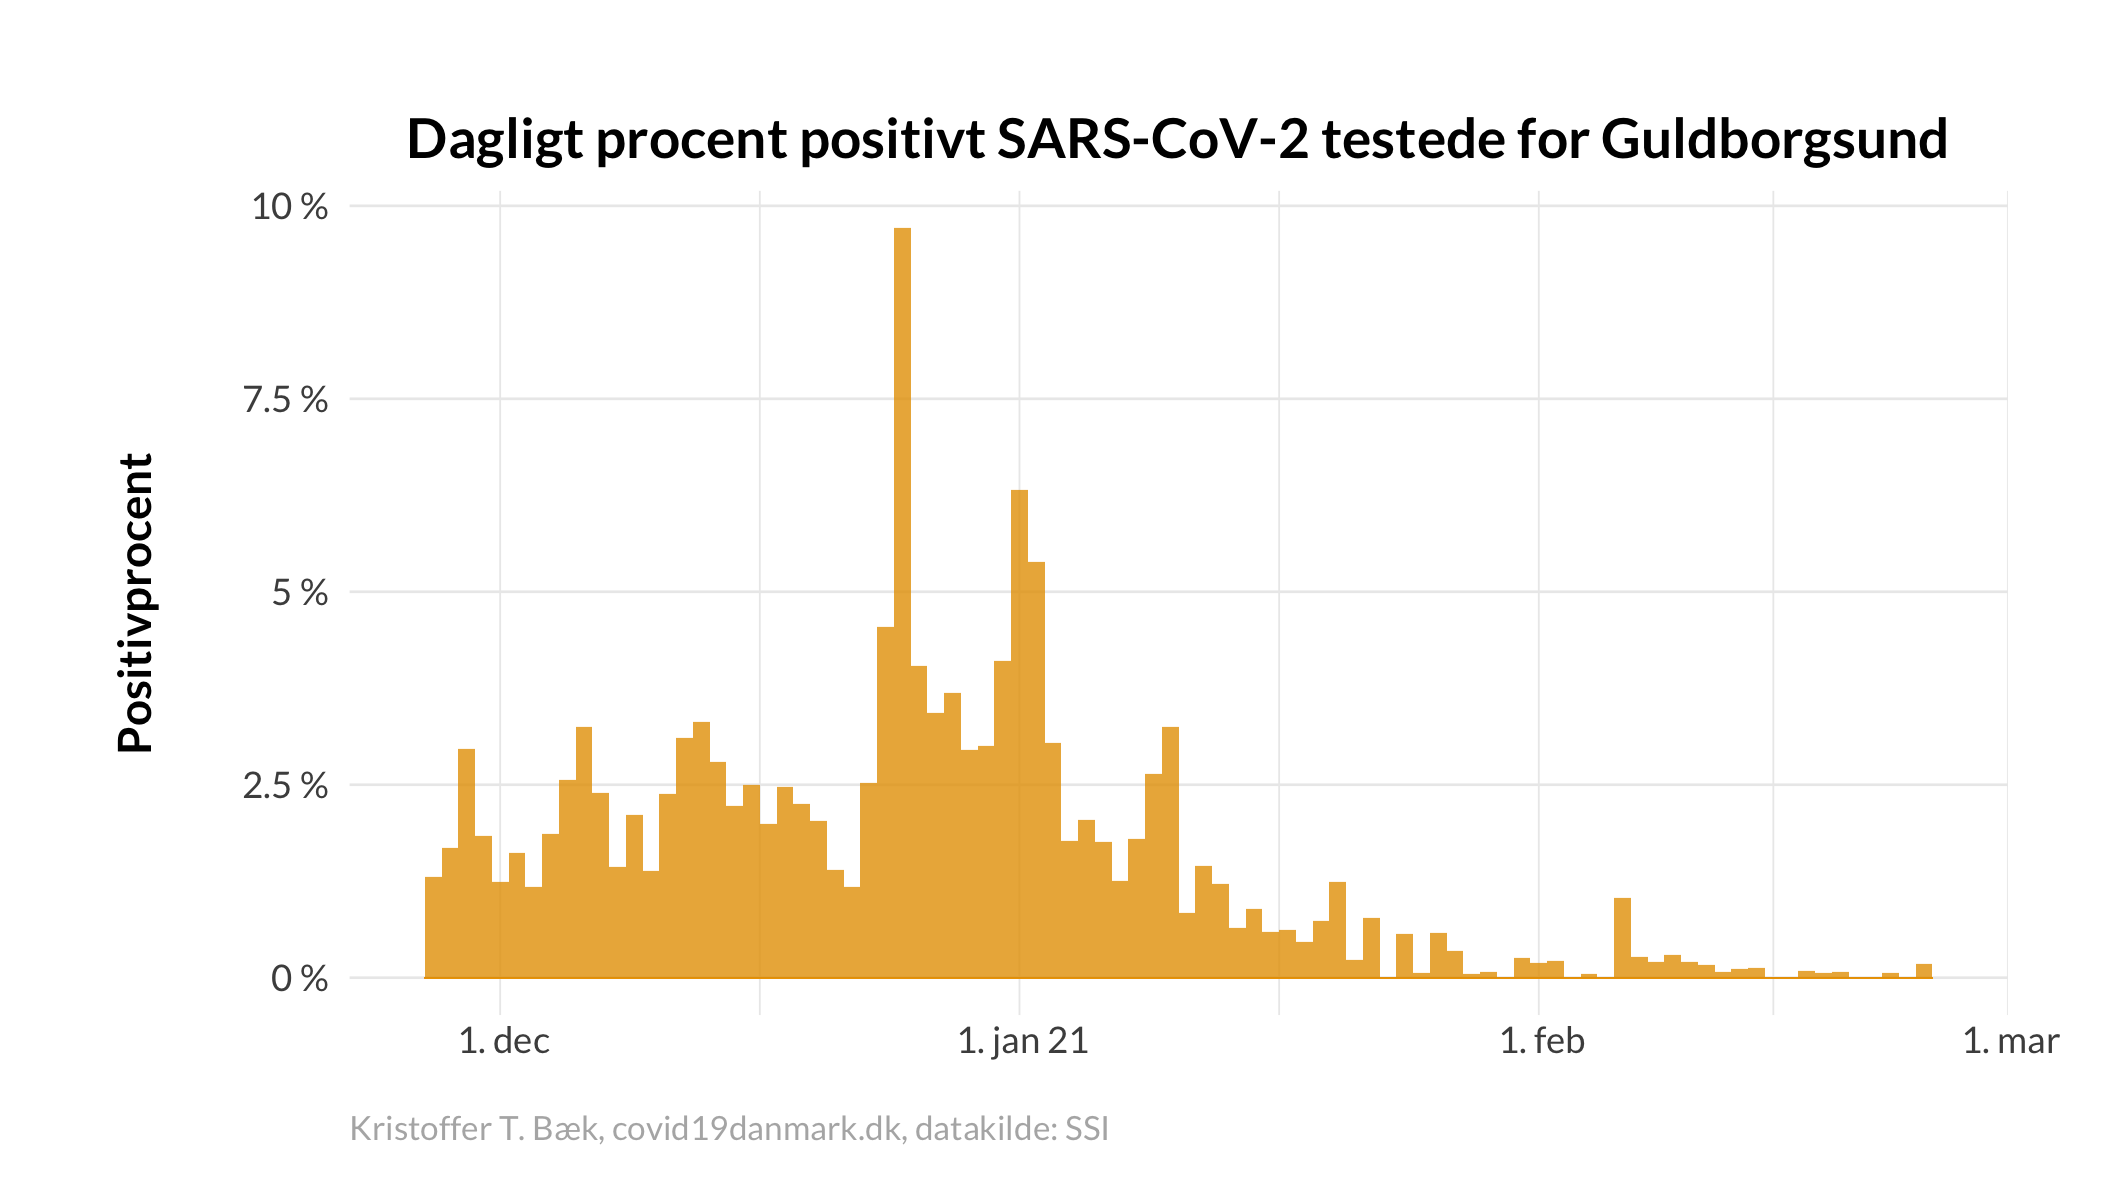 Dagligt procent positivt SARS-CoV-2 testede for Guldborgsund
10 %
7.5 %
5 %
2.5 %
0 %
Positivprocent
1. dec
1. jan 21
1. feb
1. mar
Kristoffer T. Bæk, covid19danmark.dk, datakilde: SSI